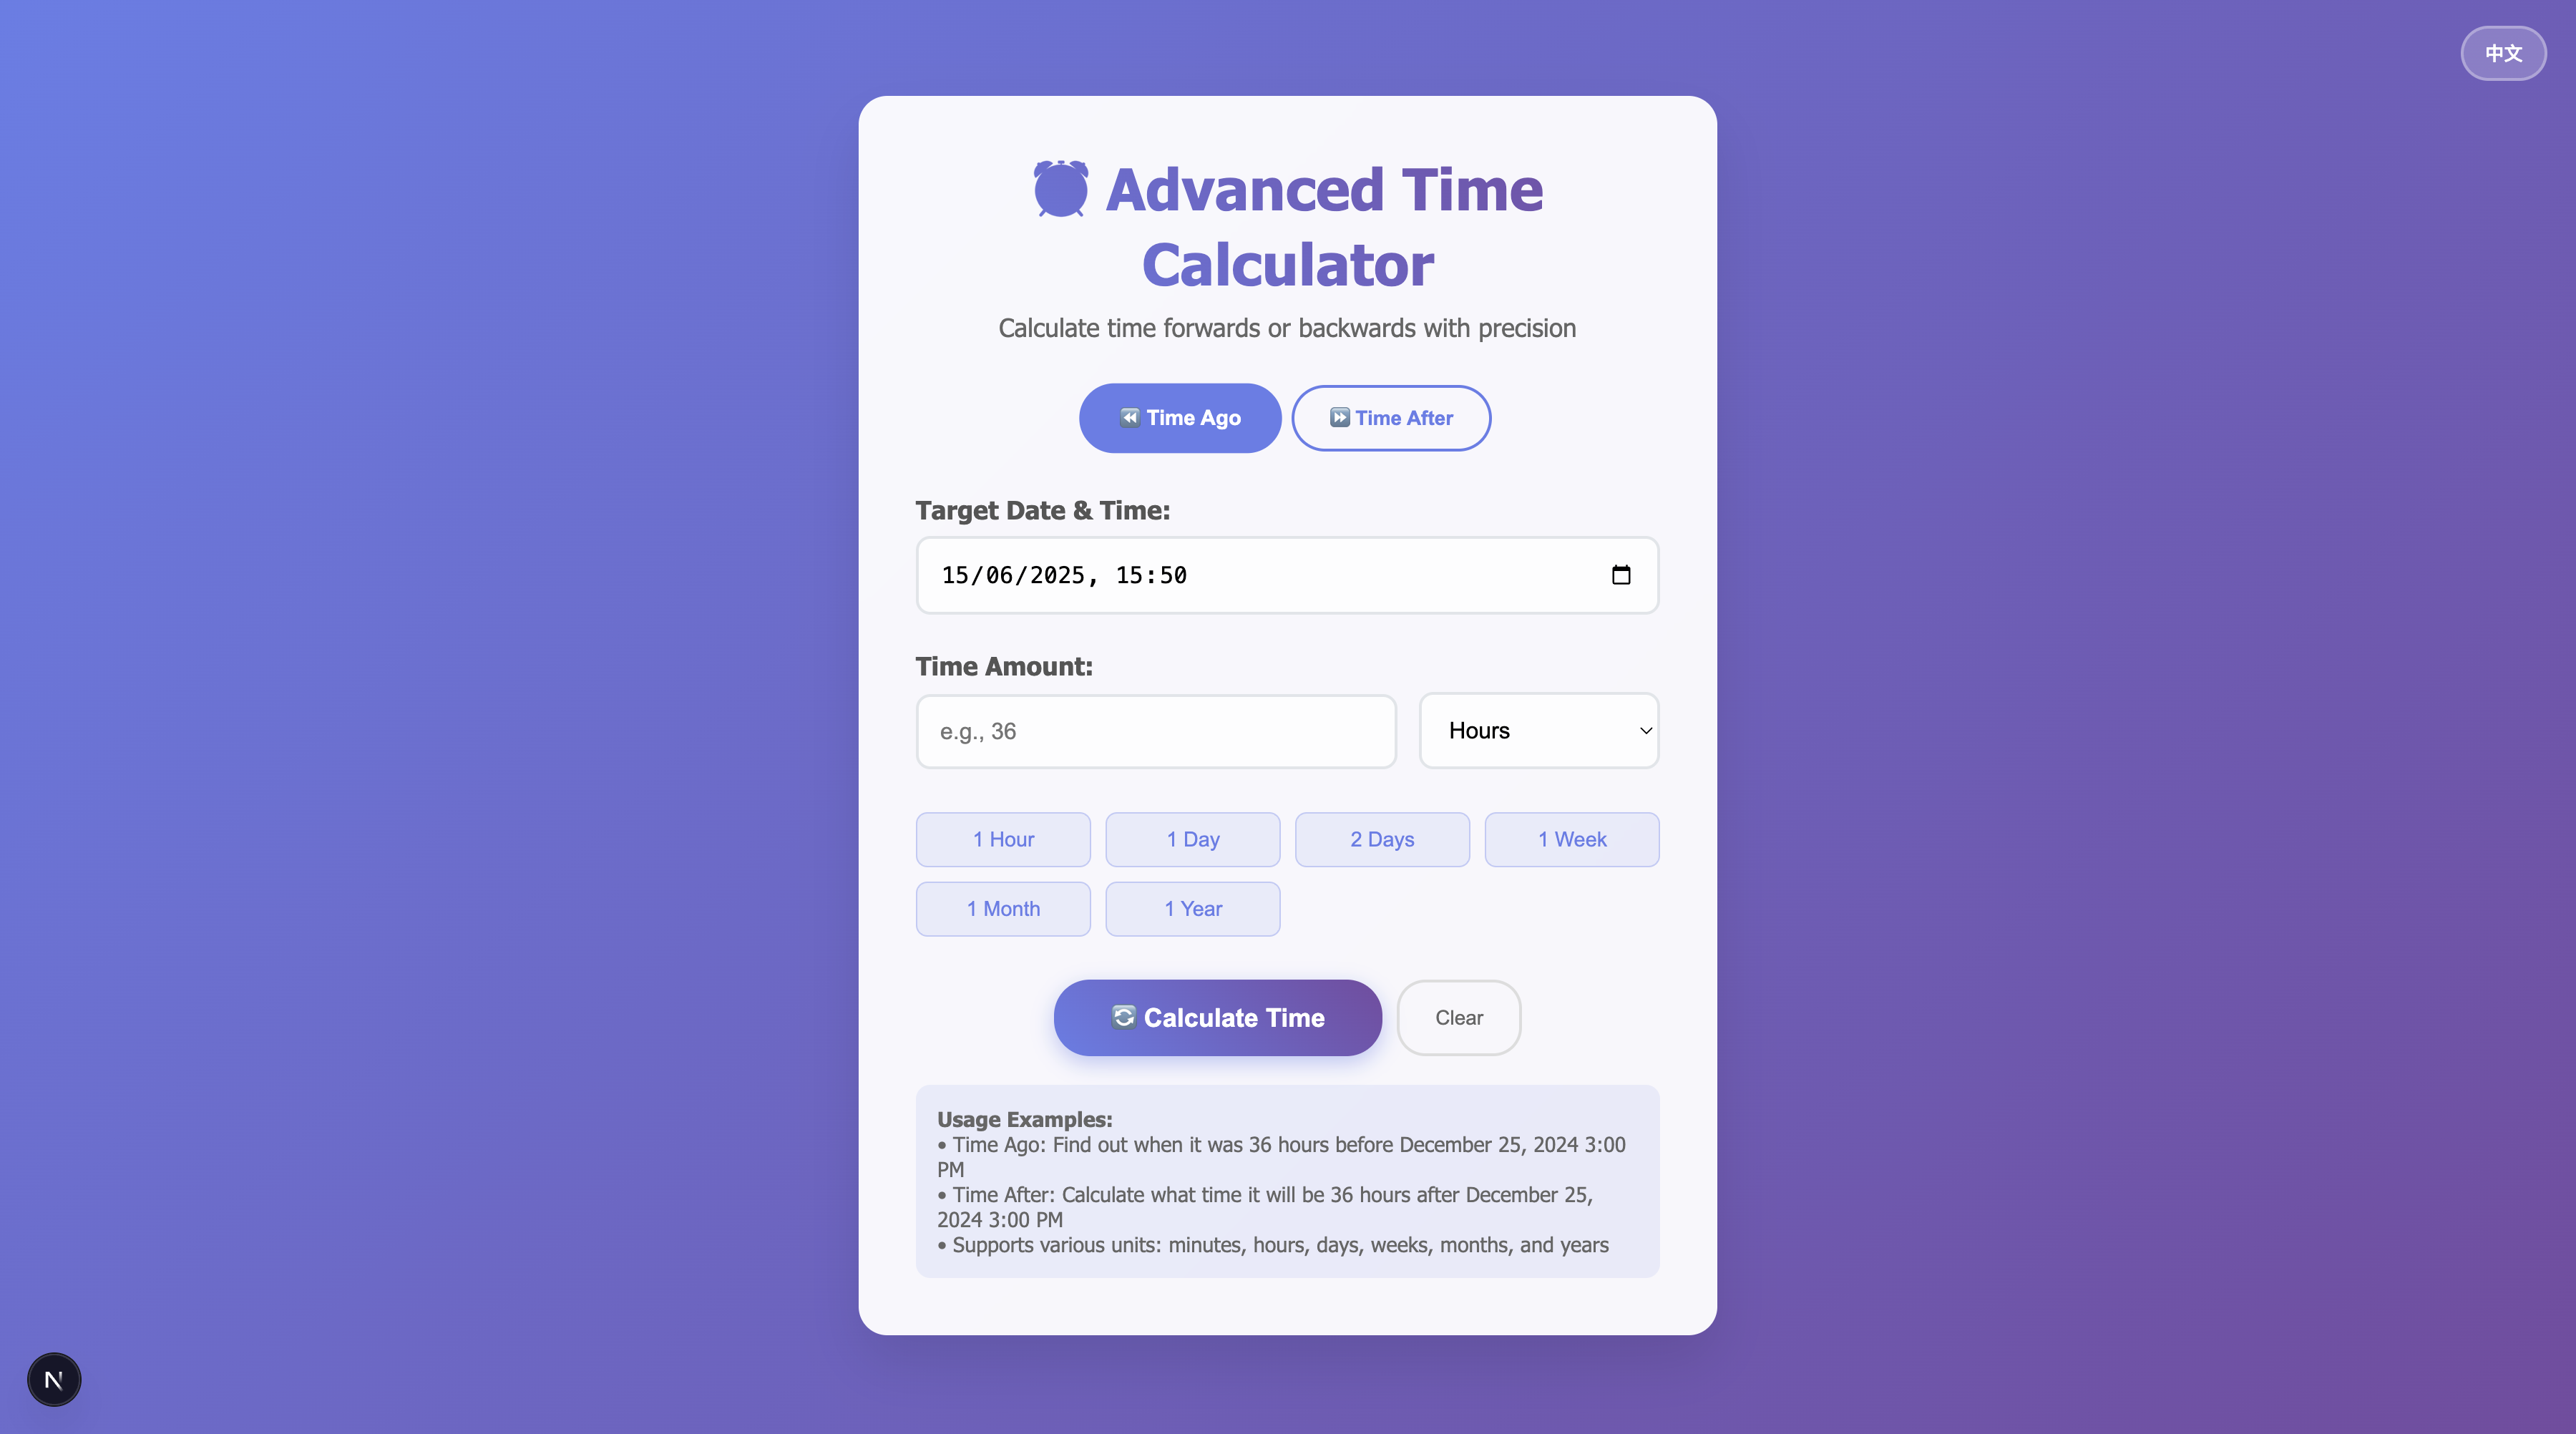 中文
Advanced Time
Calculator
Calculate time forwards or backwards with precision
Time Ago
Time After
Target Date & Time:
15/06/2025, 15:50
Time Amount:
e.g., 36
Hours
1 Hour
1 Day
2 Days
1 Week
1 Month
1 Year
Calculate Time
Clear
Usage Examples:
• Time Ago: Find out when it was 36 hours before December 25, 2024 3:00
PM
• Time After: Calculate what time it will be 36 hours after December 25,
2024 3:00 PM
• Supports various units: minutes, hours, days, weeks, months, and years
N